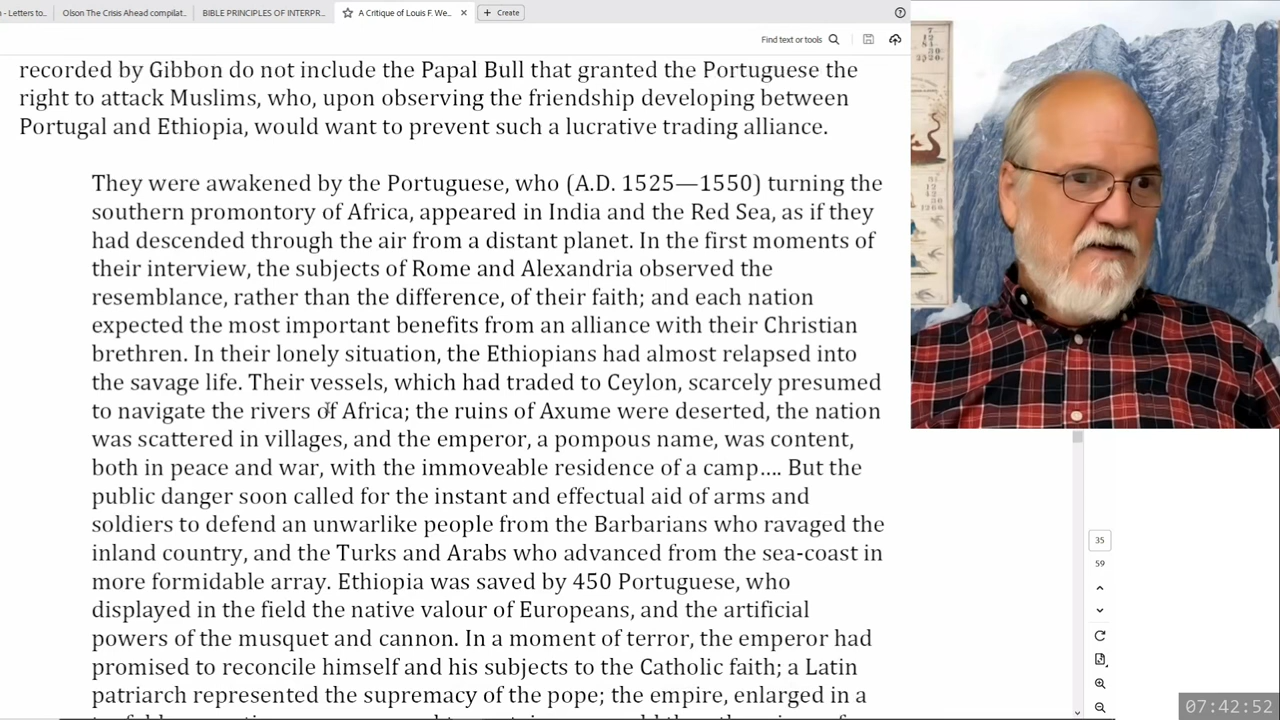 - Letters to...
Olson The Crisis Ahead compilat...
BIBLE PRINCIPLES OF INTERPR...
A Critique of Louis F. We...
Create
Find text or tools
recorded by Gibbon do not include the Papal Bull that granted the Portuguese the
right to attack Muslims, who, upon observing the friendship developing between
Portugal and Ethiopia, would want to prevent such a lucrative trading alliance.
They were awakened by the Portuguese, who (A.D. 1525—1550) turning the
southern promontory of Africa, appeared in India and the Red Sea, as if they
had descended through the air from a distant planet. In the first moments of
their interview, the subjects of Rome and Alexandria observed the
resemblance, rather than the difference, of their faith; and each nation
expected the most important benefits from an alliance with their Christian
brethren. In their lonely situation, the Ethiopians had almost relapsed into
the savage life. Their vessels, which had traded to Ceylon, scarcely presumed
to navigate the rivers of Africa; the ruins of Axume were deserted, the nation
was scattered in villages, and the emperor, a pompous name, was content,
both in peace and war, with the immoveable residence of a camp.... But the
public danger soon called for the instant and effectual aid of arms and
soldiers to defend an unwarlike people from the Barbarians who ravaged the
inland country, and the Turks and Arabs who advanced from the sea-coast in
more formidable array. Ethiopia was saved by 450 Portuguese, who
displayed in the field the native valour of Europeans, and the artificial
powers of the musquet and cannon. In a moment of terror, the emperor had
promised to reconcile himself and his subjects to the Catholic faith; a Latin
patriarch represented the supremacy of the pope; the empire, enlarged in a
35
59
07:42:52